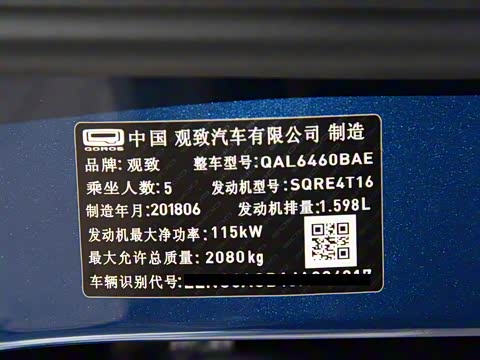 QOROS 中国 观致汽车有限公司 制造
品牌: 观致 整车型号:QAL6460BAE
乘坐人数:5 发动机型号:SQRE4T16
制造年月:201806 发动机排量:1.598L
发动机最大净功率:115kW
最大允许总质量:2080kg
车辆识别代号: